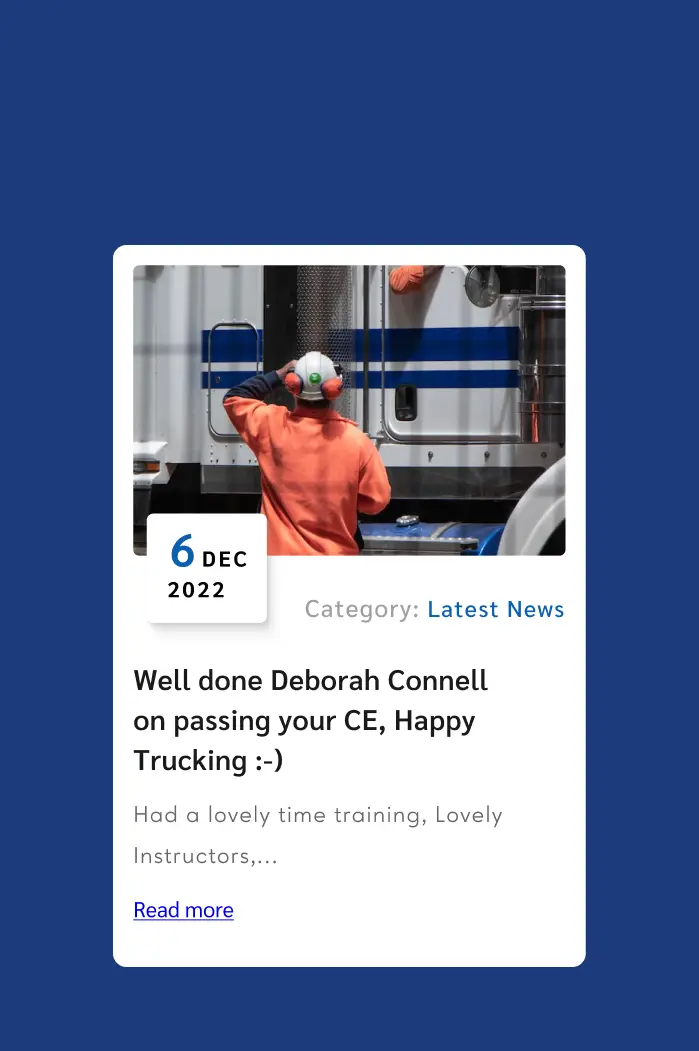 6 DEC
2022
Category: Latest News
Well done Deborah Connell
on passing your CE, Happy
Trucking :-)
Had a lovely time training, Lovely
Instructors,...
Read more